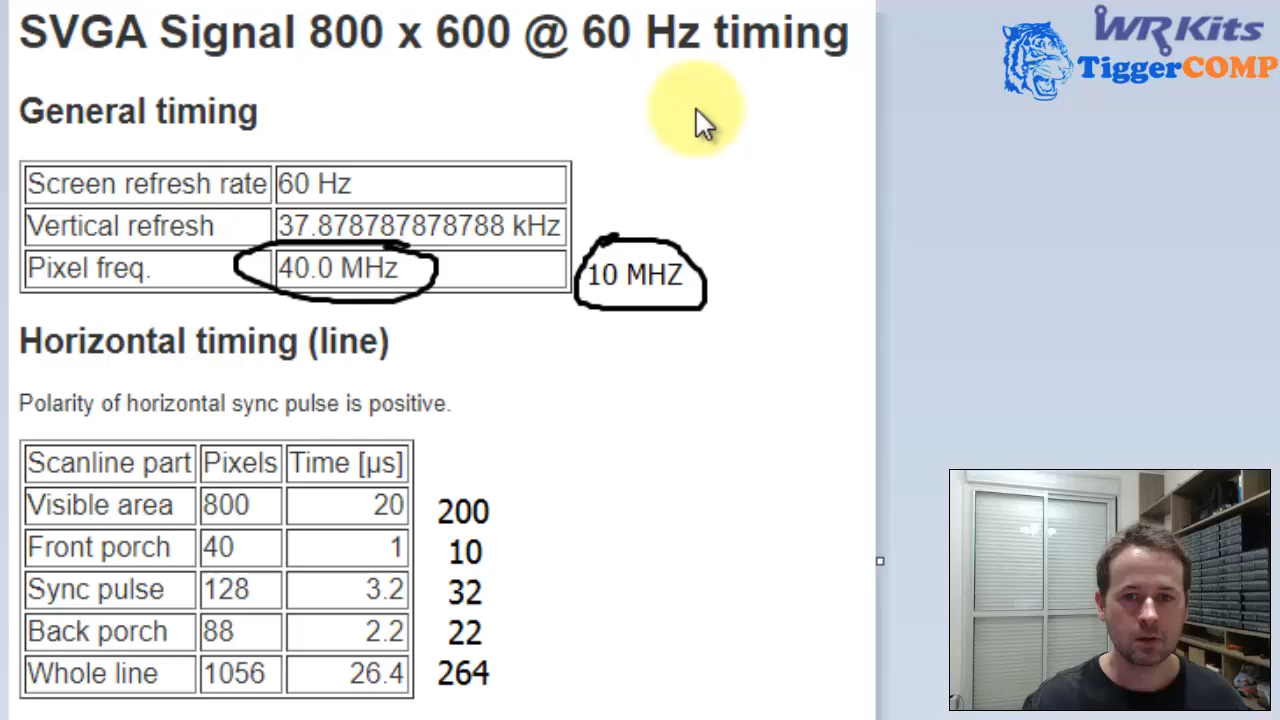 SVGA Signal 800 x 600 @ 60 Hz timing
WRKits
TiggerCOMP
General timing
Screen refresh rate 60 Hz
Vertical refresh 37.878787878788 kHz
Pixel freq. 40.0 MHz 10 MHZ
Horizontal timing (line)
Polarity of horizontal sync pulse is positive.
Scanline part Pixels Time [µs]
Visible area 800 20 200
Front porch 40 1 10
Sync pulse 128 3.2 32
Back porch 88 2.2 22
Whole line 1056 26.4 264